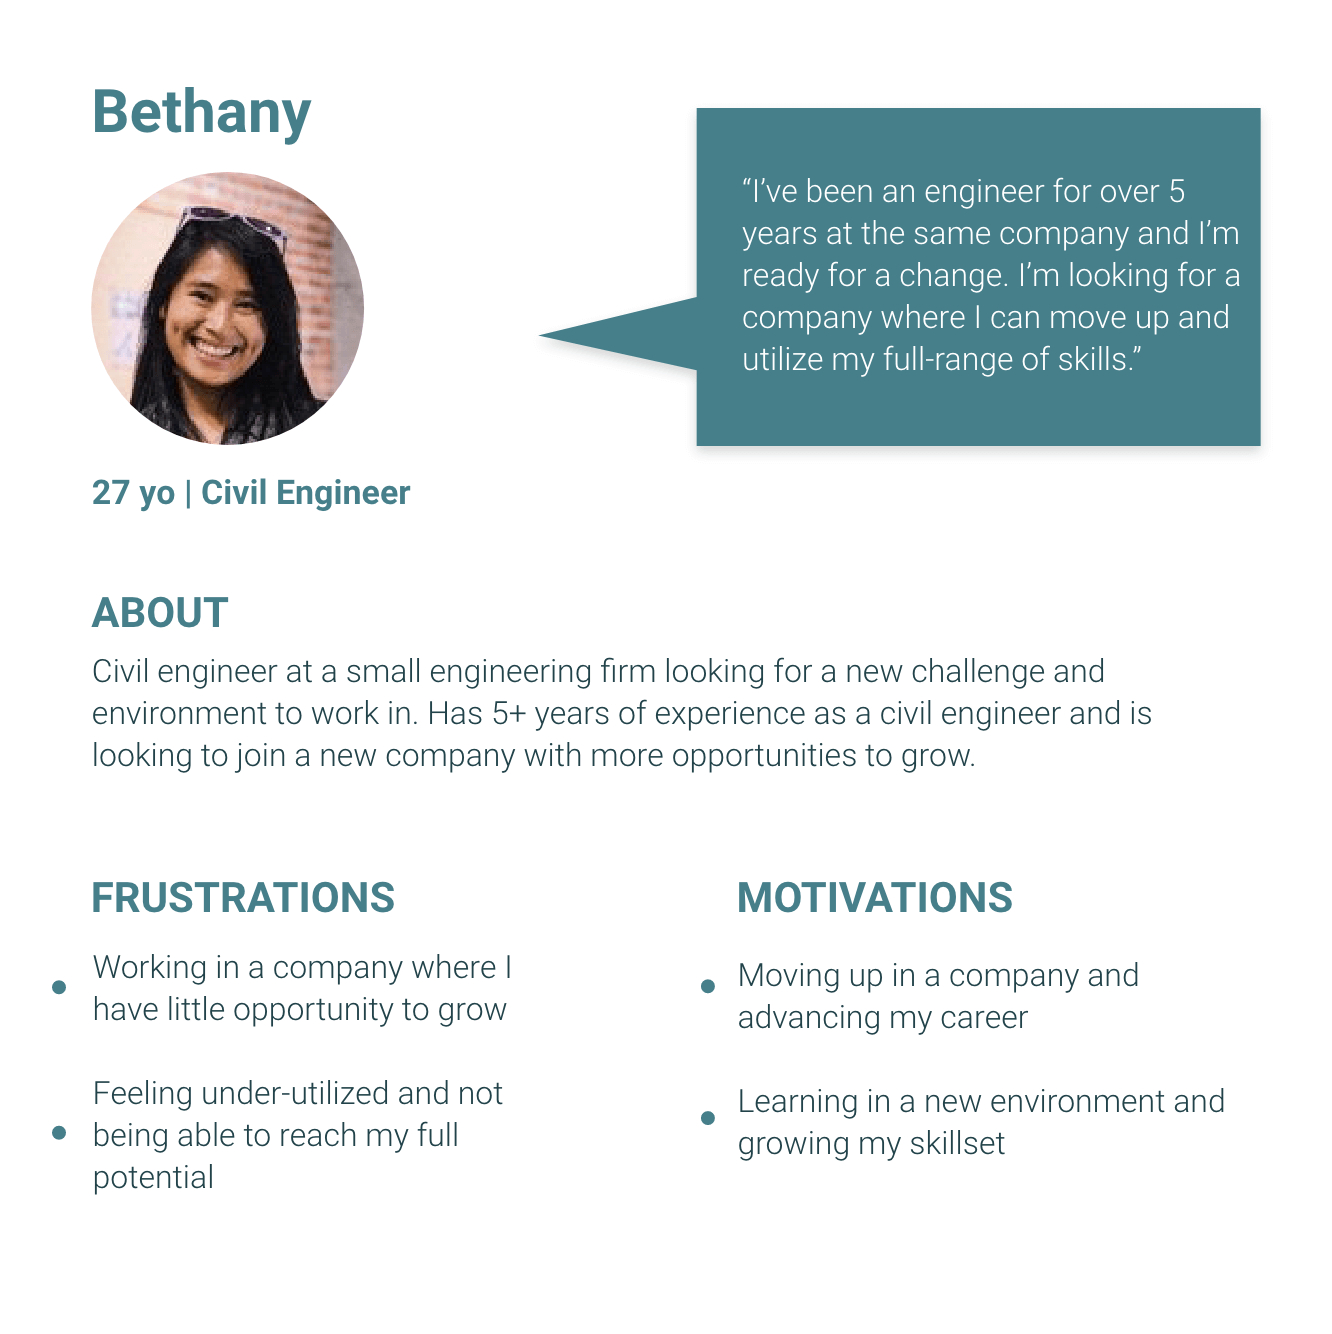 Bethany
“I’ve been an engineer for over 5
years at the same company and I’m
ready for a change. I’m looking for a
company where I can move up and
utilize my full-range of skills.”
27 yo | Civil Engineer
ABOUT
Civil engineer at a small engineering firm looking for a new challenge and
environment to work in. Has 5+ years of experience as a civil engineer and is
looking to join a new company with more opportunities to grow.
FRUSTRATIONS
Working in a company where I
have little opportunity to grow
Feeling under-utilized and not
being able to reach my full
potential
MOTIVATIONS
Moving up in a company and
advancing my career
Learning in a new environment and
growing my skillset